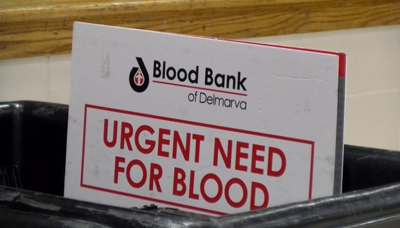 Blood Bank
of Delmarva
URGENT NEED
FOR BLOOD